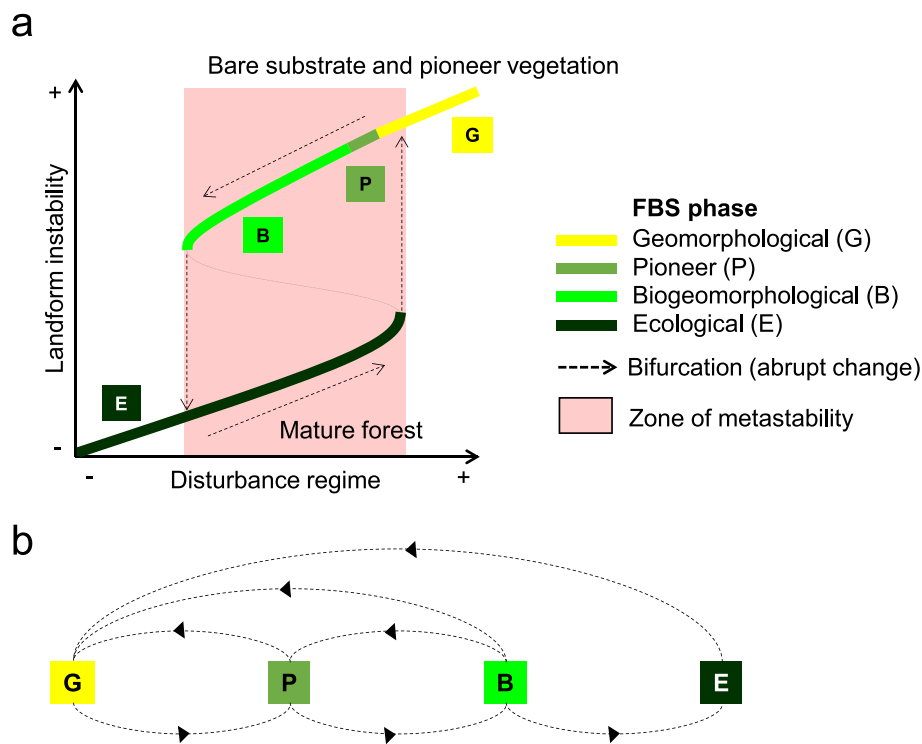 a
Bare substrate and pioneer vegetation
+
G
Landform instability
P
B
FBS phase
Geomorphological (G)
Pioneer (P)
Biogeomorphological (B)
Ecological (E)
Bifurcation (abrupt change)
Zone of metastability
E
Mature forest
-
-
Disturbance regime
+
b
G
P
B
E